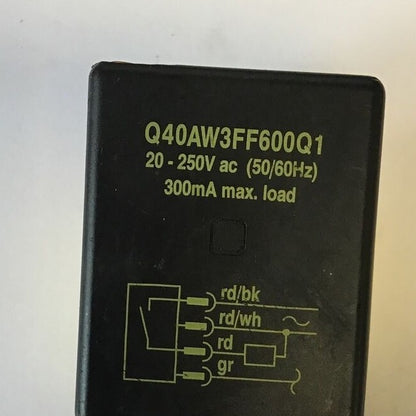 Q40AW3FF600Q1
20 - 250V ac (50/60Hz)
300mA max. load
rd/bk
rd/wh
rd
gr